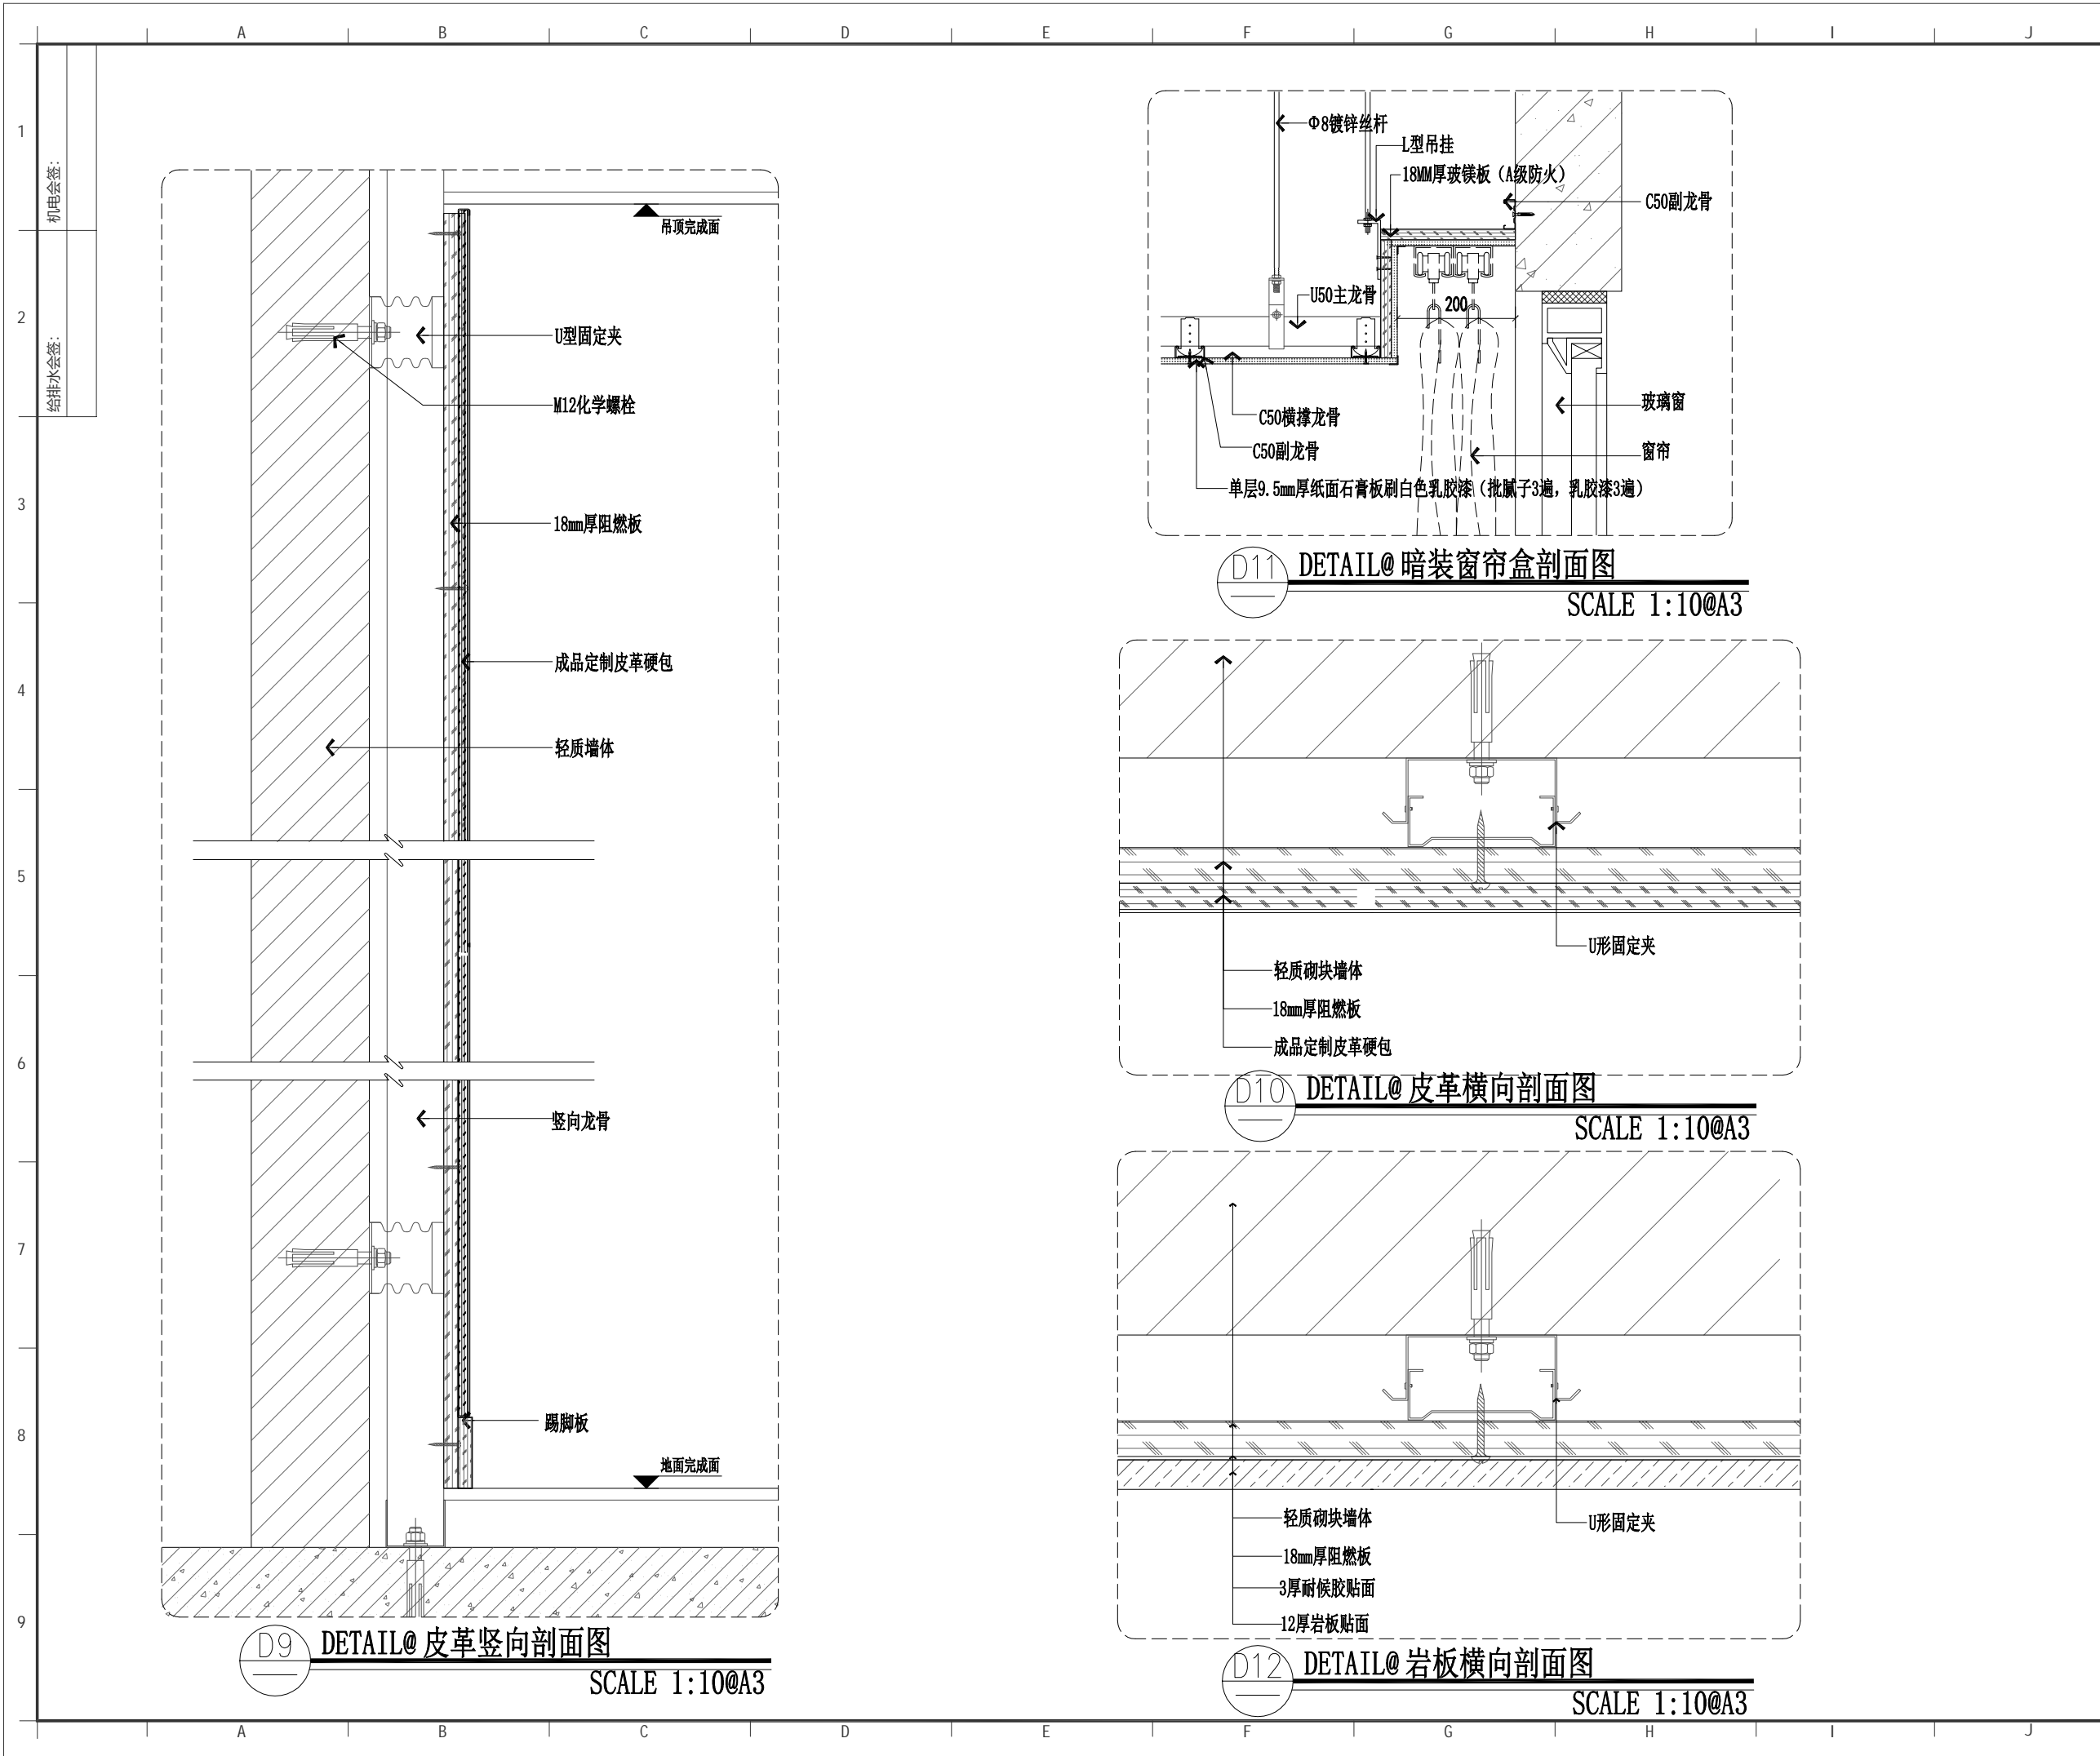 A B C D E F G H I J
1
2
3
4
5
6
7
8
9
机电会签:
给排水会签:
吊顶完成面
U型固定夹
M12化学螺栓
18mm厚阻燃板
成品定制皮革硬包
轻质墙体
竖向龙骨
踢脚板
地面完成面
D9
DETAIL@ 皮革竖向剖面图
SCALE 1:10@A3
Φ8镀锌丝杆
L型吊挂
18MM厚玻镁板（A级防火）
C50副龙骨
U50主龙骨
200
玻璃窗
C50横撑龙骨
C50副龙骨
窗帘
单层9.5mm厚纸面石膏板刷白色乳胶漆（批腻子3遍, 乳胶漆3遍）
D11
DETAIL@ 暗装窗帘盒剖面图
SCALE 1:10@A3
U形固定夹
轻质砌块墙体
18mm厚阻燃板
成品定制皮革硬包
D10
DETAIL@ 皮革横向剖面图
SCALE 1:10@A3
轻质砌块墙体
U形固定夹
18mm厚阻燃板
3厚耐候胶贴面
12厚岩板贴面
D12
DETAIL@ 岩板横向剖面图
SCALE 1:10@A3
A B C D E F G H I J